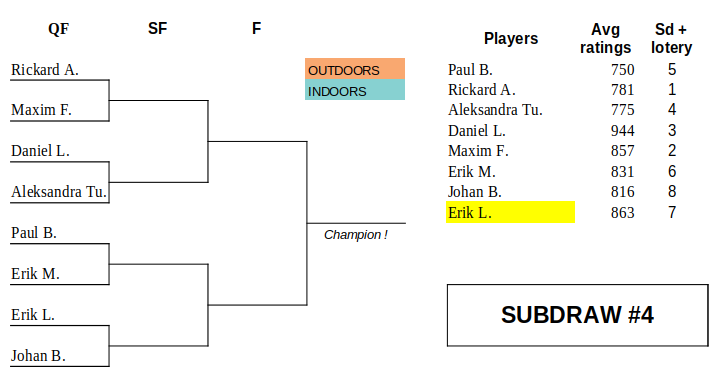 QF SF F
Rickard A.
Maxim F.
Daniel L.
Aleksandra Tu.
Paul B.
Erik M.
Erik L.
Johan B.
OUTDOORS
INDOORS
Champion !
Players Avg ratings Sd + lotery
Paul B. 750 5
Rickard A. 781 1
Aleksandra Tu. 775 4
Daniel L. 944 3
Maxim F. 857 2
Erik M. 831 6
Johan B. 816 8
Erik L. 863 7
SUBDRAW #4